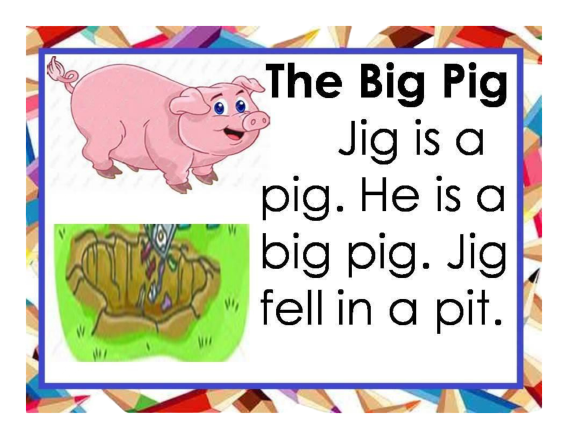 The Big Pig
Jig is a
pig. He is a
big pig. Jig
fell in a pit.